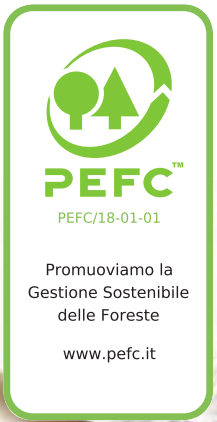 PEFC™
PEFC/18-01-01
Promuoviamo la
Gestione Sostenibile
delle Foreste
www.pefc.it